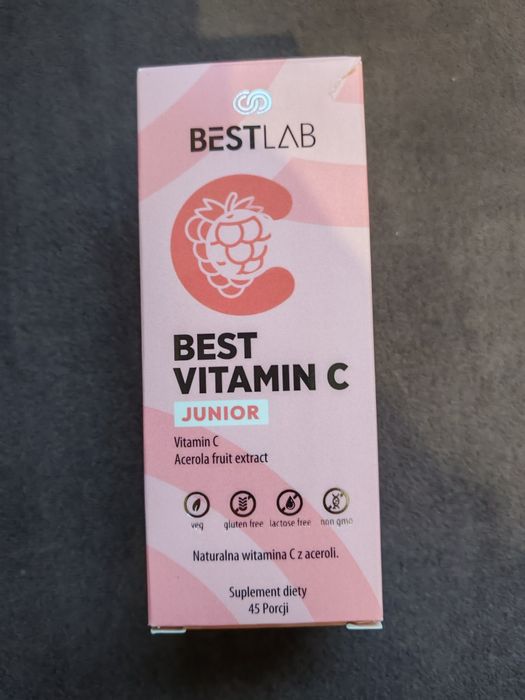 BESTLAB
BEST
VITAMIN C
JUNIOR
Vitamin C
Acerola fruit extract
veg gluten free lactose free non gmo
Naturalna witamina C z aceroli.
Suplement diety
45 Porcji